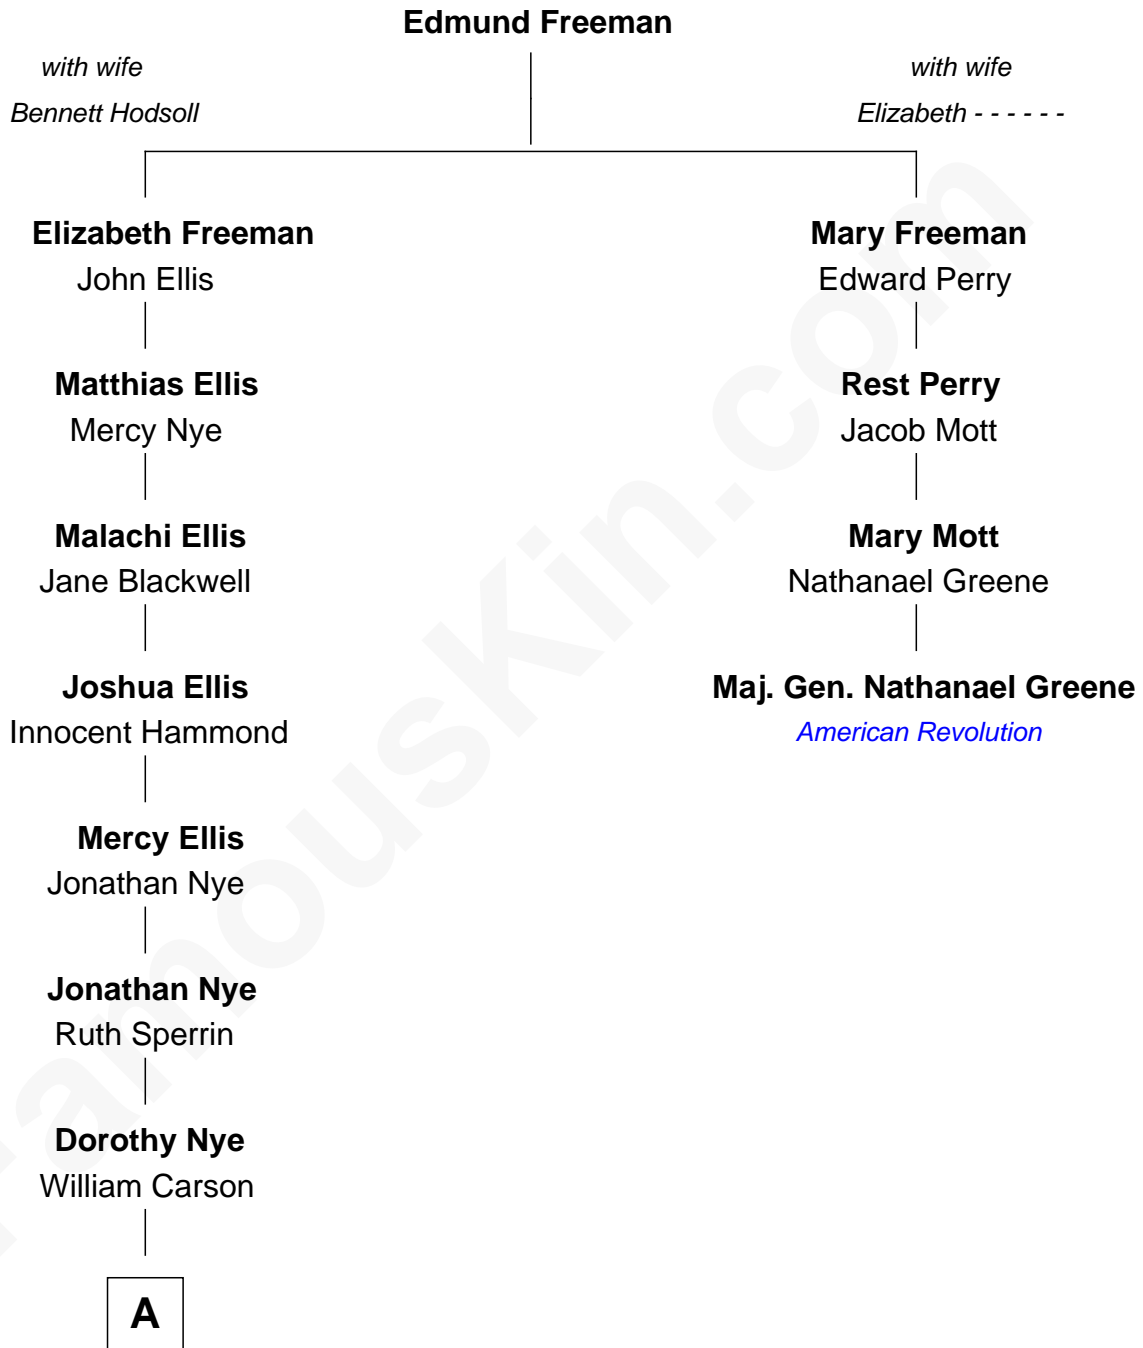 Edmund Freeman
with wife
Bennett Hodsoll
with wife
Elizabeth - - - - - -
Elizabeth Freeman
John Ellis
Mary Freeman
Edward Perry
Matthias Ellis
Mercy Nye
Rest Perry
Jacob Mott
Malachi Ellis
Jane Blackwell
Mary Mott
Nathanael Greene
Joshua Ellis
Innocent Hammond
Maj. Gen. Nathanael Greene
American Revolution
Mercy Ellis
Jonathan Nye
Jonathan Nye
Ruth Sperrin
Dorothy Nye
William Carson
A
FamousKin.com